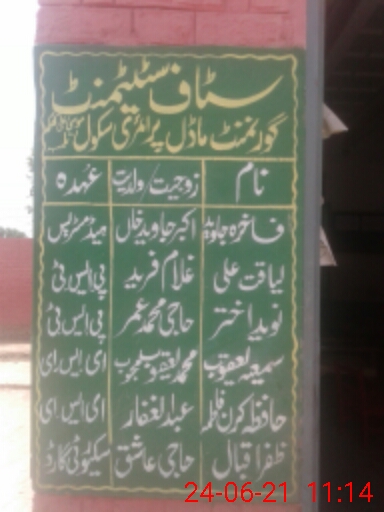 سٹاف سٹیٹمنٹ
گورنمنٹ ماڈل پرائمری سکول
نام زوجیت/ولدیت عہدہ
فاخرہ جاوید اکبر جاوید خاں ہیڈ مسٹریس
لیاقت علی غلام فرید پی ایس ٹی
نوید اختر حاجی محمد عمر پی ایس ٹی
سمیعہ یعقوب محمد یعقوب ای ایس ای
حافظہ کرن فاطمہ عبدالغفار ای ایس ای
ظفر اقبال حاجی عاشق سکیورٹی گارڈ
24-06-21 11:14